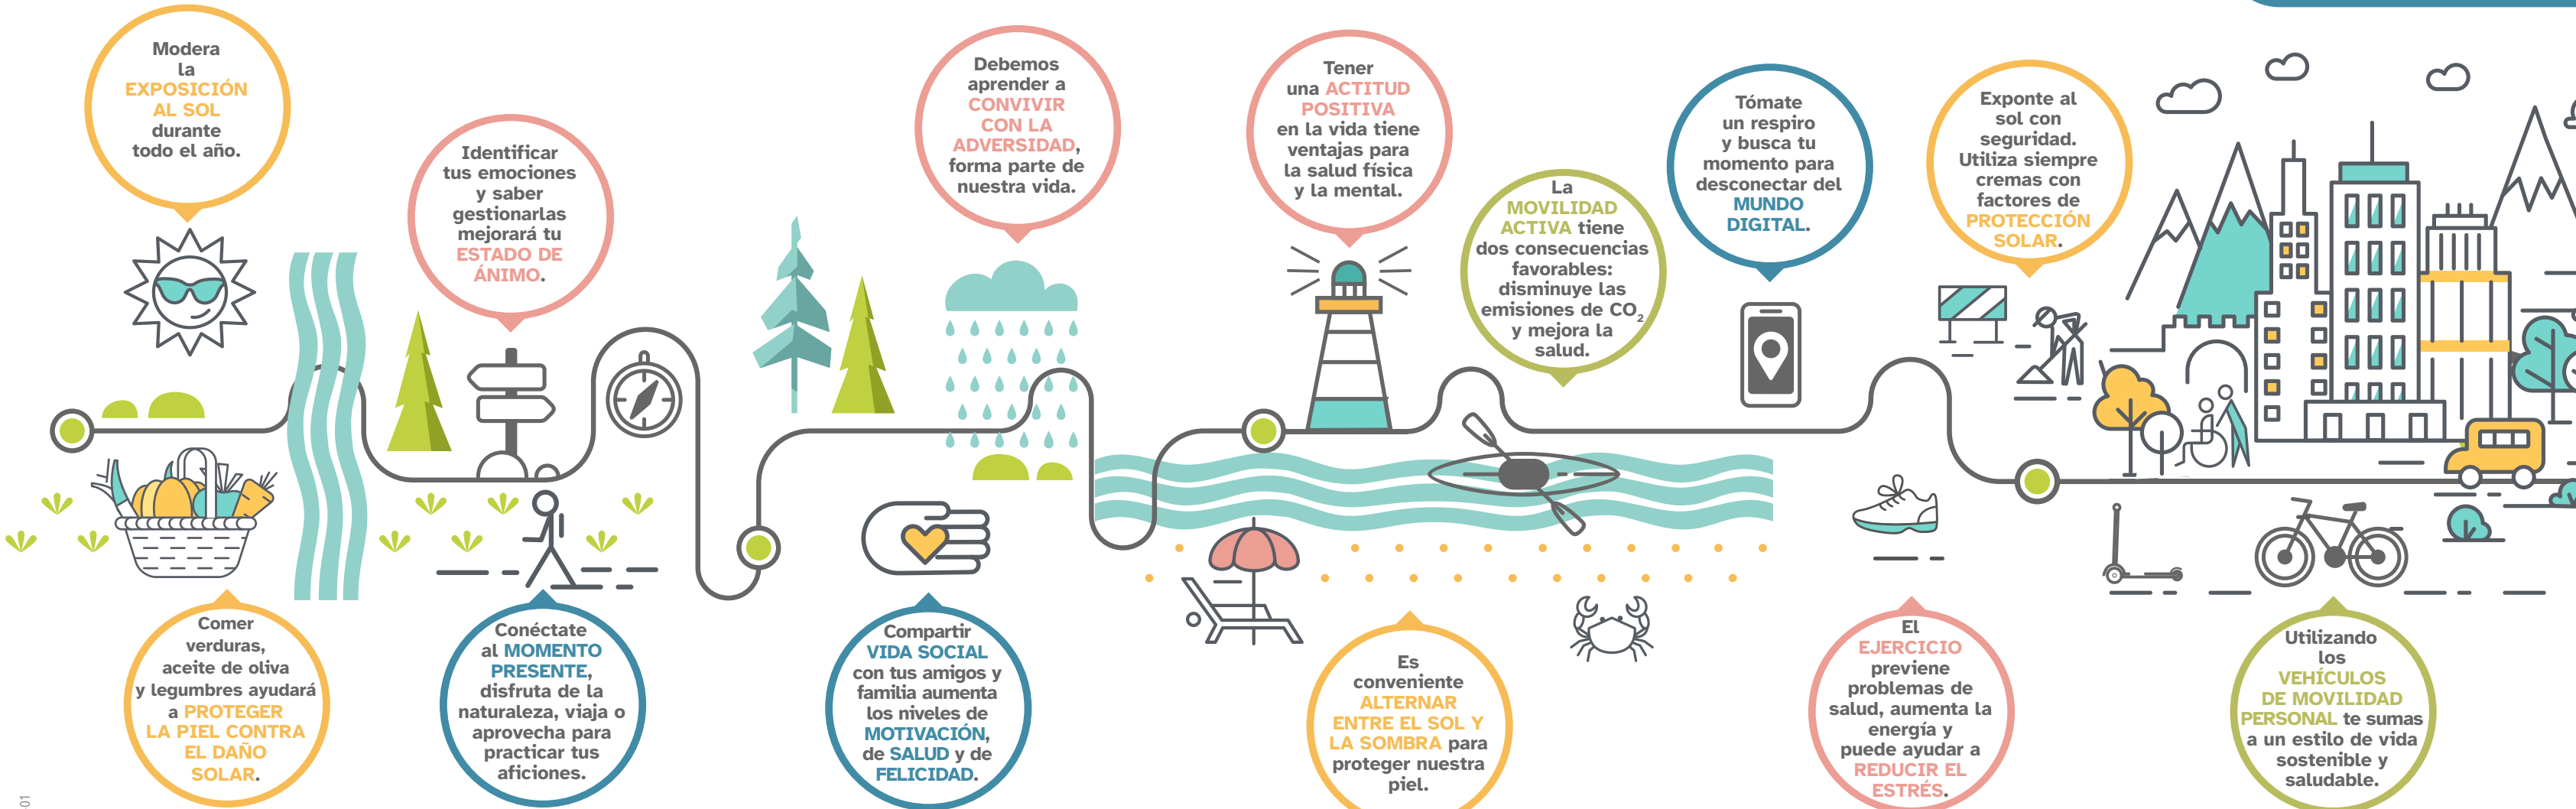 Modera
la
EXPOSICIÓN
AL SOL
durante
todo el año.
Identificar
tus emociones
y saber
gestionarlas
mejorará tu
ESTADO DE
ÁNIMO.
Debemos
aprender a
CONVIVIR
CON LA
ADVERSIDAD,
forma parte de
nuestra vida.
Tener
una ACTITUD
POSITIVA
en la vida tiene
ventajas para
la salud física
y la mental.
La
MOVILIDAD
ACTIVA tiene
dos consecuencias
favorables:
disminuye las
emisiones de CO₂
y mejora la
salud.
Tómate
un respiro
y busca tu
momento para
desconectar del
MUNDO
DIGITAL.
Exponte al
sol con
seguridad.
Utiliza siempre
cremas con
factores de
PROTECCIÓN
SOLAR.
Comer
verduras,
aceite de oliva
y legumbres ayudará
a PROTEGER
LA PIEL CONTRA
EL DAÑO
SOLAR.
Conéctate
al MOMENTO
PRESENTE,
disfruta de la
naturaleza, viaja o
aprovecha para
practicar tus
aficiones.
Compartir
VIDA SOCIAL
con tus amigos y
familia aumenta
los niveles de
MOTIVACIÓN,
de SALUD y de
FELICIDAD.
Es
conveniente
ALTERNAR
ENTRE EL SOL Y
LA SOMBRA para
proteger nuestra
piel.
El
EJERCICIO
previene
problemas de
salud, aumenta la
energía y
puede ayudar a
REDUCIR EL
ESTRÉS.
Utilizando
los
VEHÍCULOS
DE MOVILIDAD
PERSONAL te sumas
a un estilo de vida
sostenible y
saludable.
01